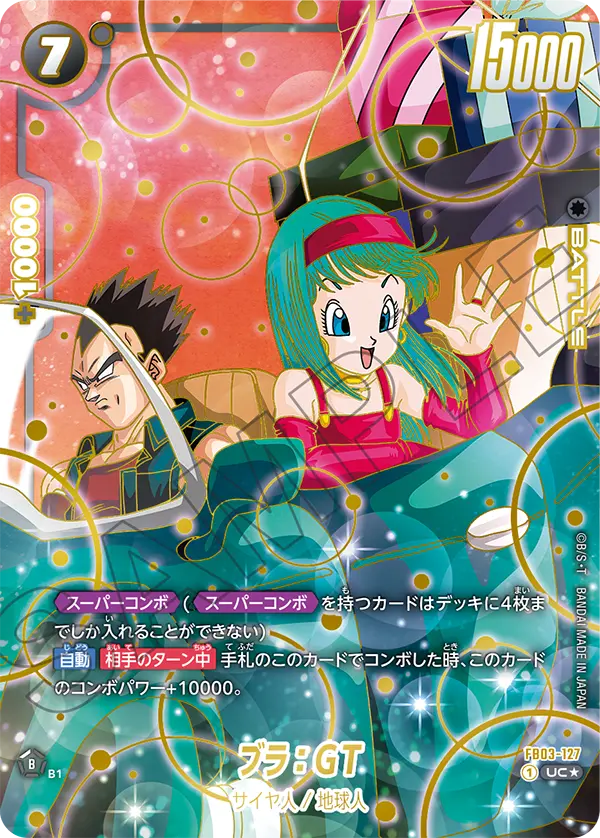 7
15000
+10000
BATTLE
SAMPLE
スーパーコンボ ( スーパーコンボ を持つカードはデッキに4枚までしか入れることができない)
自動 相手のターン中 手札のこのカードでコンボした時、このカードのコンボパワー+10000。
©B/S・T BANDAI MADE IN JAPAN
ブラ:GT
サイヤ人/地球人
B
B1
FB03-127
1 UC★